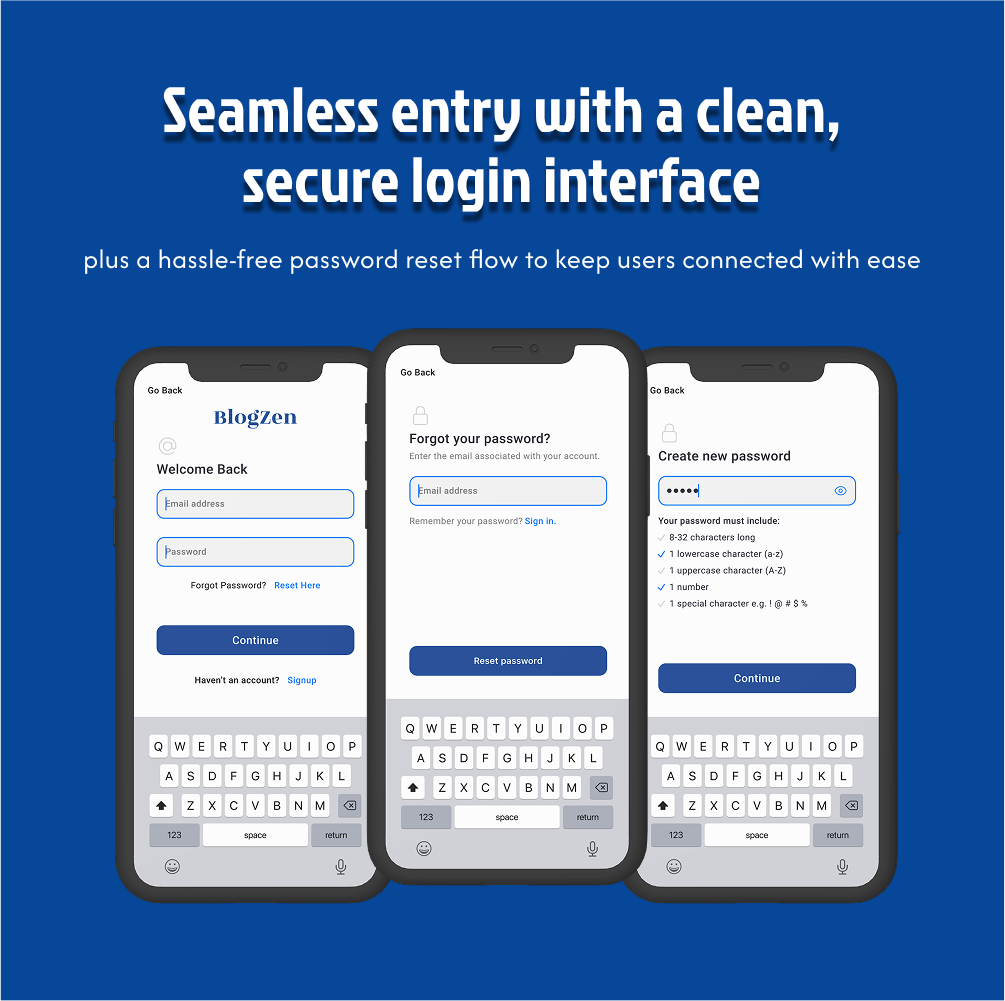 Seamless entry with a clean,
secure login interface
plus a hassle-free password reset flow to keep users connected with ease
Go Back
BlogZen
Welcome Back
Email address
Password
Forgot Password? Reset Here
Continue
Haven't an account? Signup
Q W E R T Y U I O P
A S D F G H J K L
Z X C V B N M
123 space return
Go Back
Forgot your password?
Enter the email associated with your account.
Email address
Remember your password? Sign in.
Reset password
Q W E R T Y U I O P
A S D F G H J K L
Z X C V B N M
123 space return
Go Back
Create new password
Your password must include:
8-32 characters long
1 lowercase character (a-z)
1 uppercase character (A-Z)
1 number
1 special character e.g. ! @ # $ %
Continue
Q W E R T Y U I O P
A S D F G H J K L
Z X C V B N M
123 space return